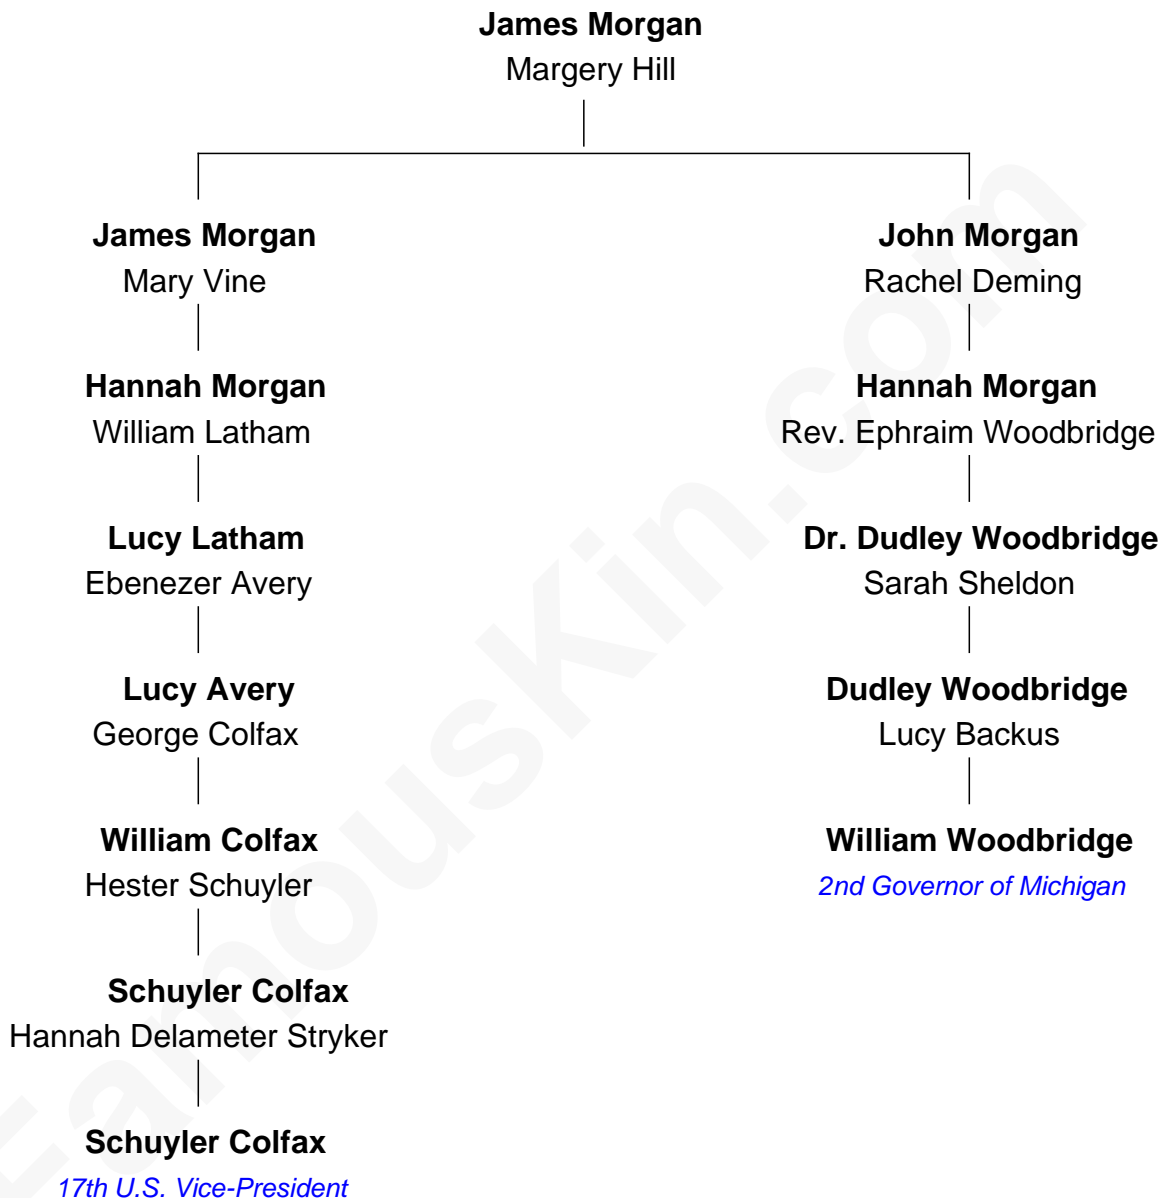 James Morgan
Margery Hill
James Morgan
Mary Vine
Hannah Morgan
William Latham
Lucy Latham
Ebenezer Avery
Lucy Avery
George Colfax
William Colfax
Hester Schuyler
Schuyler Colfax
Hannah Delameter Stryker
Schuyler Colfax
17th U.S. Vice-President
John Morgan
Rachel Deming
Hannah Morgan
Rev. Ephraim Woodbridge
Dr. Dudley Woodbridge
Sarah Sheldon
Dudley Woodbridge
Lucy Backus
William Woodbridge
2nd Governor of Michigan
FamousKin.com